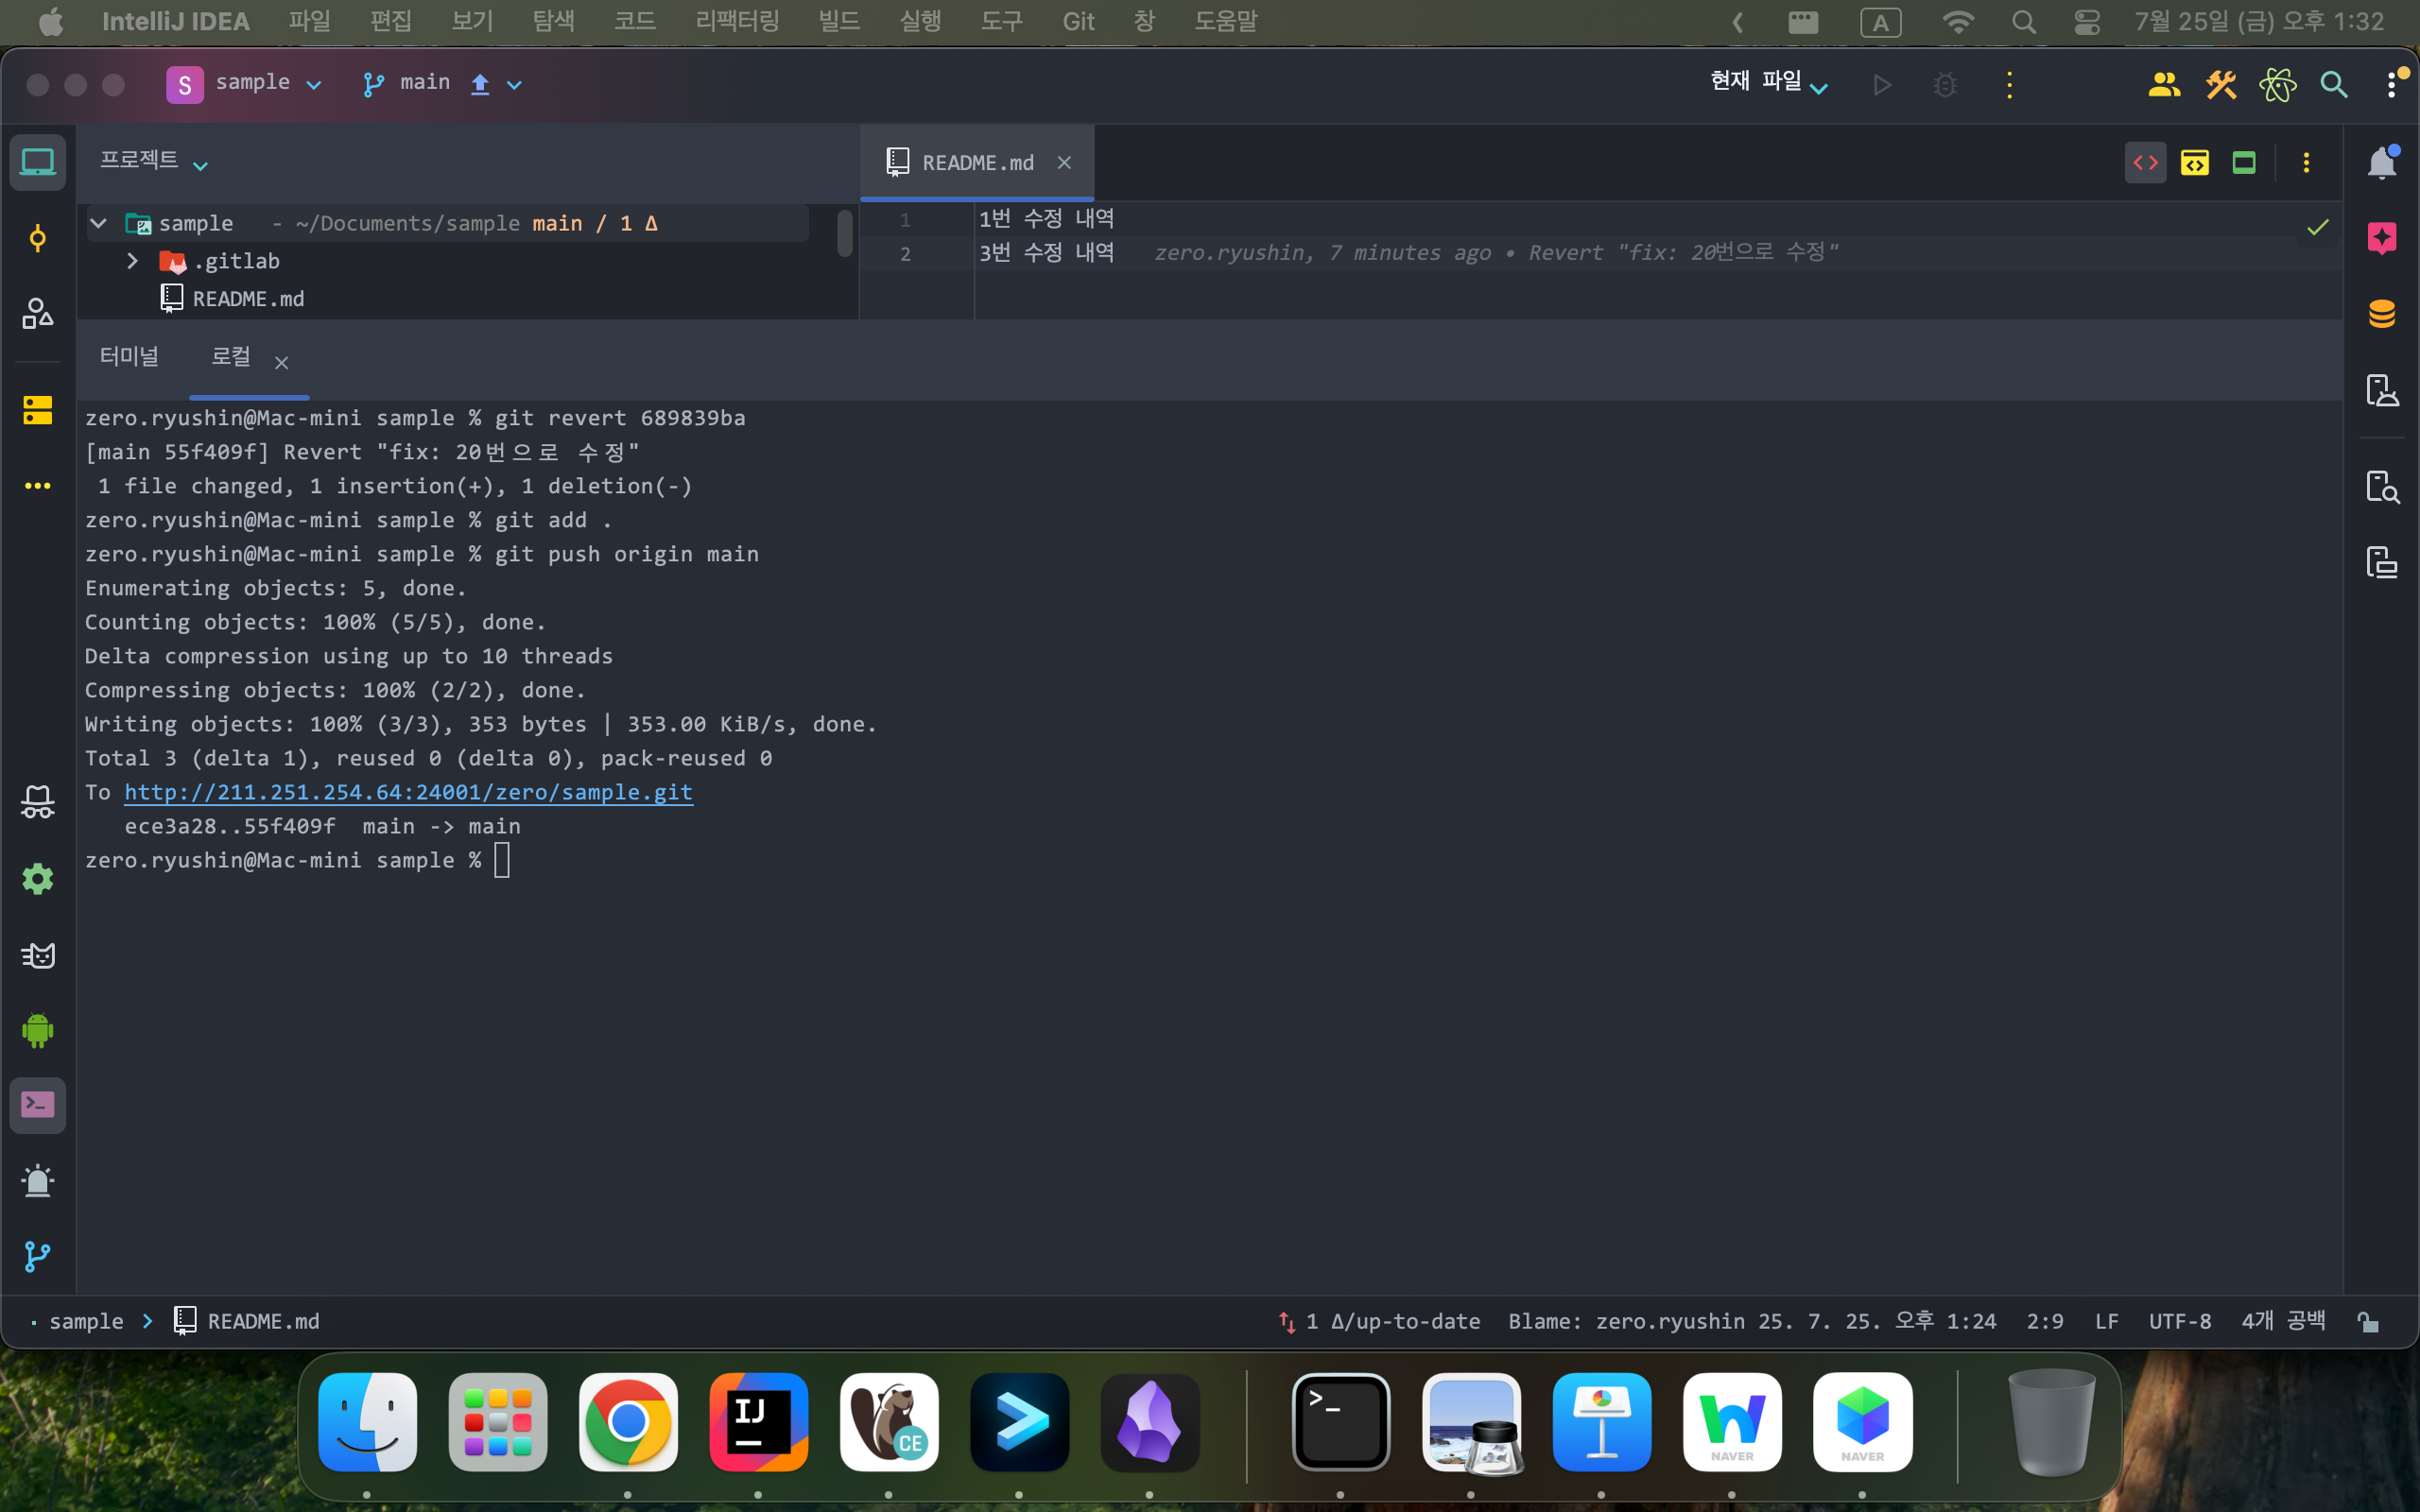 IntelliJ IDEA 파일 편집 보기 탐색 코드 리팩터링 빌드 실행 도구 Git 창 도움말 A 7월 25일 (금) 오후 1:32
S sample main 현재 파일
프로젝트 README.md
sample - ~/Documents/sample main / 1 Δ
.gitlab
README.md
1 1번 수정 내역
2 3번 수정 내역 zero.ryushin, 7 minutes ago • Revert "fix: 20번으로 수정"
터미널 로컬
zero.ryushin@Mac-mini sample % git revert 689839ba
[main 55f409f] Revert "fix: 20번으로 수정"
1 file changed, 1 insertion(+), 1 deletion(-)
zero.ryushin@Mac-mini sample % git add .
zero.ryushin@Mac-mini sample % git push origin main
Enumerating objects: 5, done.
Counting objects: 100% (5/5), done.
Delta compression using up to 10 threads
Compressing objects: 100% (2/2), done.
Writing objects: 100% (3/3), 353 bytes | 353.00 KiB/s, done.
Total 3 (delta 1), reused 0 (delta 0), pack-reused 0
To http://211.251.254.64:24001/zero/sample.git
ece3a28..55f409f main -> main
zero.ryushin@Mac-mini sample %
sample README.md 1 Δ/up-to-date Blame: zero.ryushin 25. 7. 25. 오후 1:24 2:9 LF UTF-8 4개 공백
IJ CE NAVER NAVER